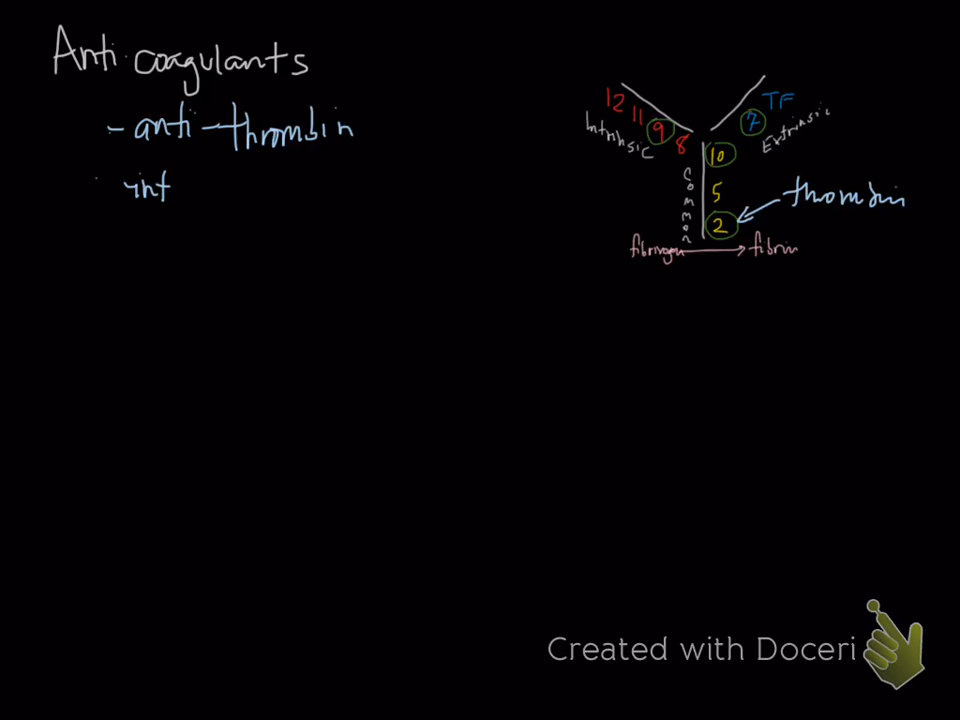 Anti coagulants
- anti-thrombin
- int
12
11
9
8
Intrinsic
TF
7
Extrinsic
10
5
2
Common
thrombin
fibrinogen → fibrin
Created with Doceri